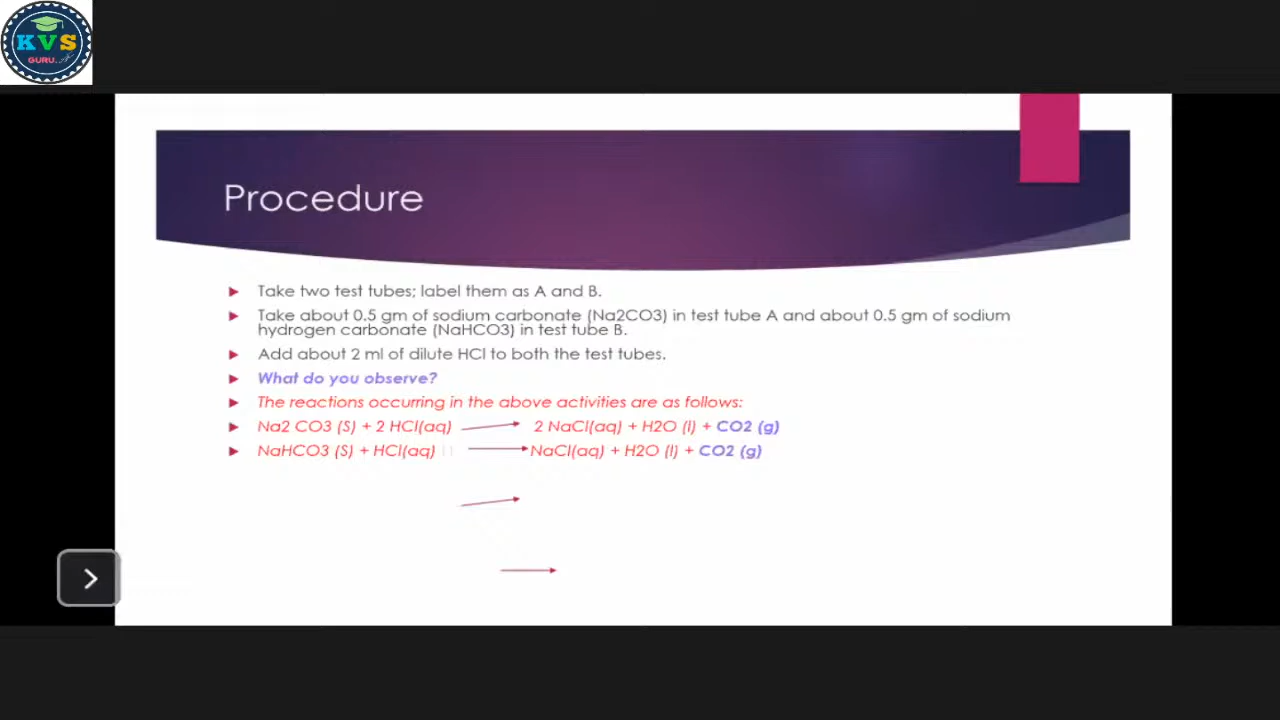 KVS
GURU..
Procedure
Take two test tubes; label them as A and B.
Take about 0.5 gm of sodium carbonate (Na2CO3) in test tube A and about 0.5 gm of sodium
hydrogen carbonate (NaHCO3) in test tube B.
Add about 2 ml of dilute HCl to both the test tubes.
What do you observe?
The reactions occurring in the above activities are as follows:
Na2 CO3 (S) + 2 HCl(aq) 2 NaCl(aq) + H2O (l) + CO2 (g)
NaHCO3 (S) + HCl(aq) NaCl(aq) + H2O (l) + CO2 (g)